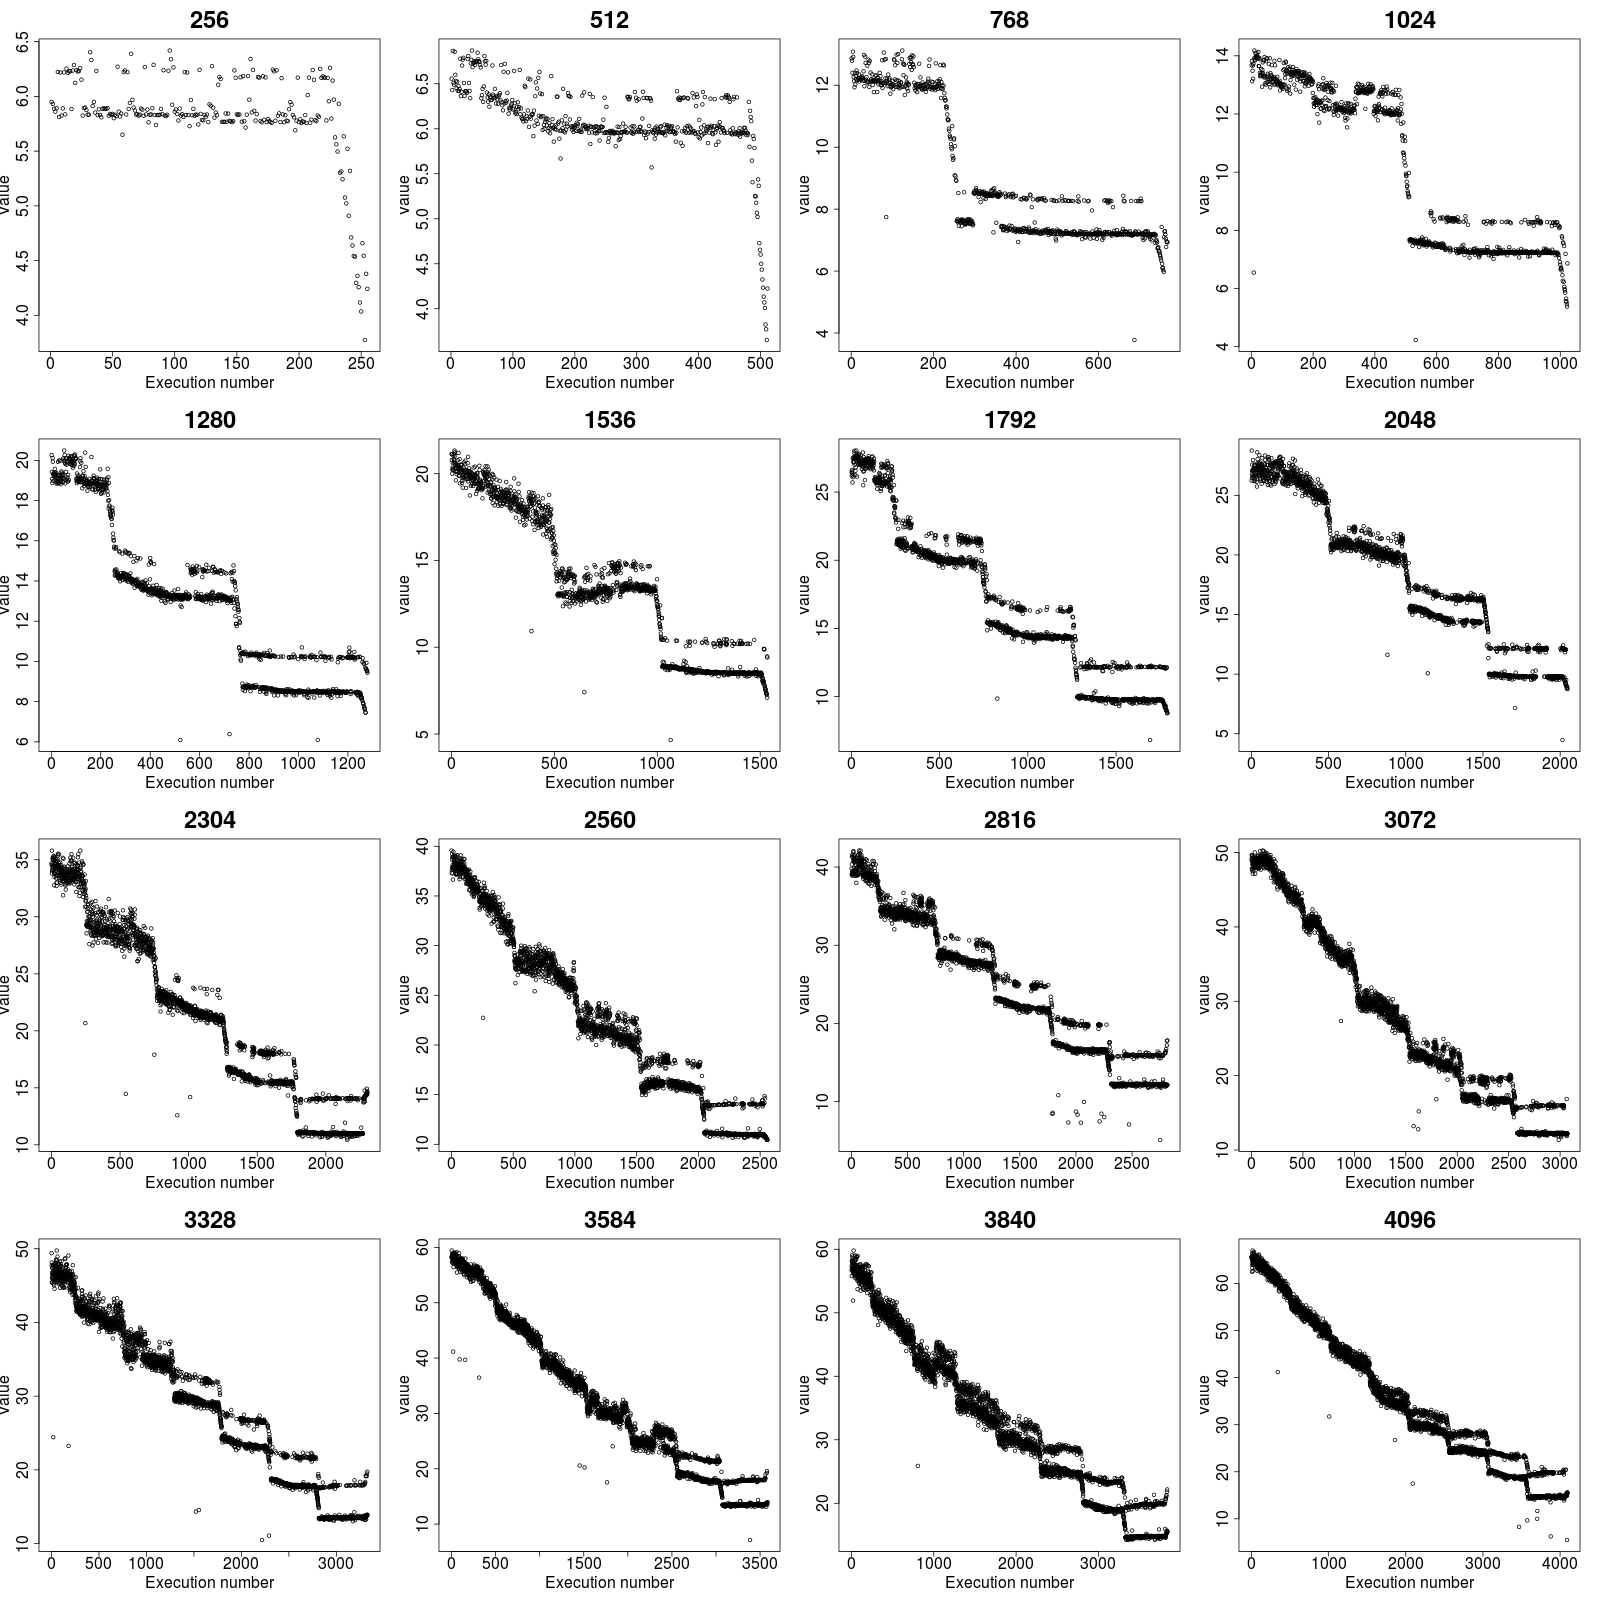 256 512 768 1024
6.5 6.0 5.5 5.0 4.5 4.0 value 0 50 100 150 200 250 Execution number
6.5 6.0 5.5 5.0 4.5 4.0 value 0 100 200 300 400 500 Execution number
12 10 8 6 4 value 0 200 400 600 Execution number
14 12 10 8 6 4 value 0 200 400 600 800 1000 Execution number
1280 1536 1792 2048
20 18 16 14 12 10 8 6 value 0 200 400 600 800 1000 1200 Execution number
20 15 10 5 value 0 500 1000 1500 Execution number
25 20 15 10 value 0 500 1000 1500 Execution number
25 20 15 10 5 value 0 500 1000 1500 2000 Execution number
2304 2560 2816 3072
35 30 25 20 15 10 value 0 500 1000 1500 2000 Execution number
40 35 30 25 20 15 10 value 0 500 1000 1500 2000 2500 Execution number
40 30 20 10 value 0 500 1000 1500 2000 2500 Execution number
50 40 30 20 10 value 0 500 1000 1500 2000 2500 3000 Execution number
3328 3584 3840 4096
50 40 30 20 10 value 0 500 1000 2000 3000 Execution number
60 50 40 30 20 10 value 0 500 1500 2500 3500 Execution number
60 50 40 30 20 value 0 1000 2000 3000 Execution number
60 50 40 30 20 10 value 0 1000 2000 3000 4000 Execution number